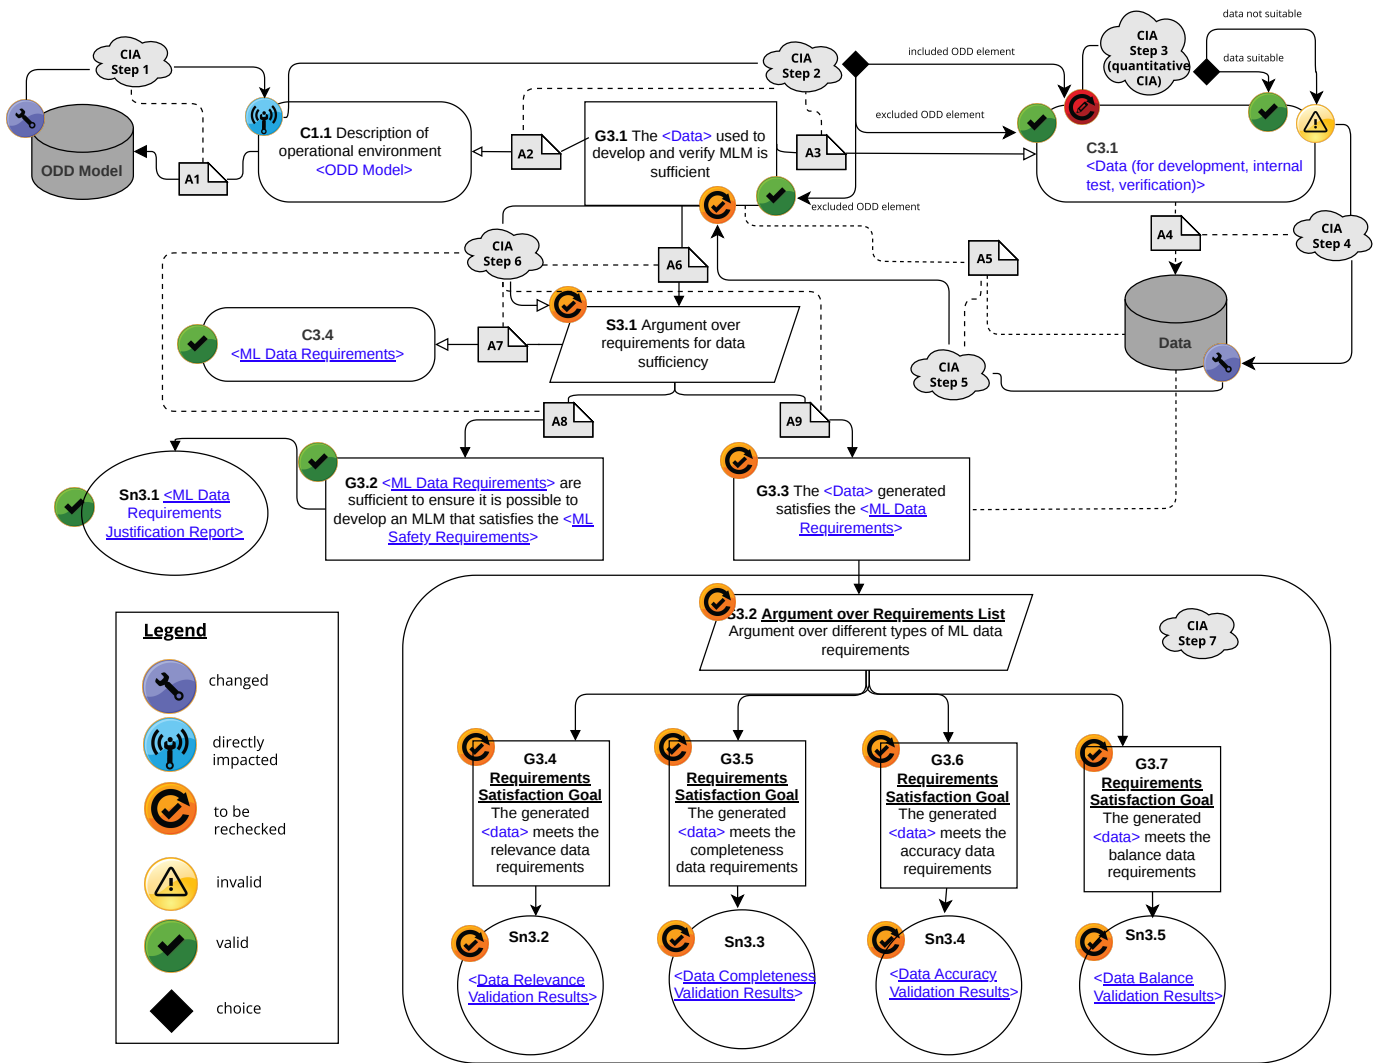 CIA
Step 1
ODD Model
A1
C1.1 Description of
operational environment
<ODD Model>
A2
CIA
Step 2
G3.1 The <Data> used to
develop and verify MLM is
sufficient
A3
included ODD element
excluded ODD element
excluded ODD element
CIA
Step 3
(quantitative
CIA)
data not suitable
data suitable
C3.1
<Data (for development, internal
test, verification)>
A4
CIA
Step 4
Data
A5
CIA
Step 5
CIA
Step 6
A6
S3.1 Argument over
requirements for data
sufficiency
A7
C3.4
<ML Data Requirements>
A8
A9
Sn3.1 <ML Data
Requirements
Justification Report>
G3.2 <ML Data Requirements> are
sufficient to ensure it is possible to
develop an MLM that satisfies the <ML
Safety Requirements>
G3.3 The <Data> generated
satisfies the <ML Data
Requirements>
S3.2 Argument over Requirements List
Argument over different types of ML data
requirements
CIA
Step 7
G3.4
Requirements
Satisfaction Goal
The generated
<data> meets the
relevance data
requirements
G3.5
Requirements
Satisfaction Goal
The generated
<data> meets the
completeness
data requirements
G3.6
Requirements
Satisfaction Goal
The generated
<data> meets the
accuracy data
requirements
G3.7
Requirements
Satisfaction Goal
The generated
<data> meets the
balance data
requirements
Sn3.2
<Data Relevance
Validation Results>
Sn3.3
<Data Completeness
Validation Results>
Sn3.4
<Data Accuracy
Validation Results>
Sn3.5
<Data Balance
Validation Results>
Legend
changed
directly
impacted
to be
rechecked
invalid
valid
choice